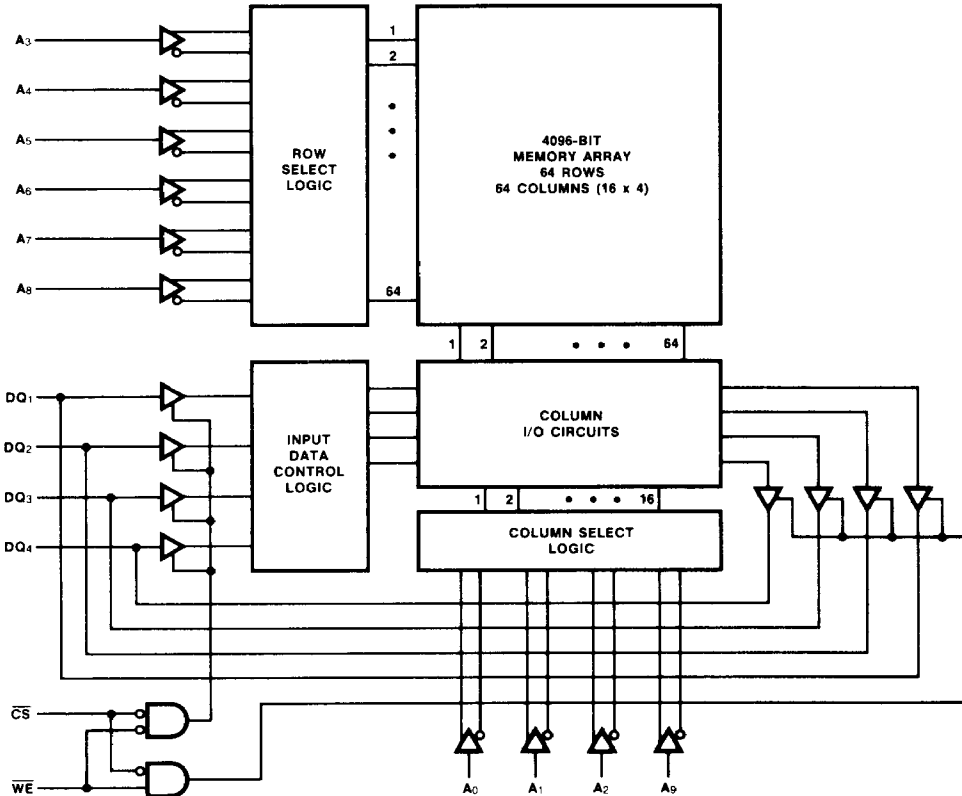 A3
A4
A5
A6
A7
A8
ROW
SELECT
LOGIC
1
2
64
4096-BIT
MEMORY ARRAY
64 ROWS
64 COLUMNS (16 x 4)
1 2 64
DQ1
DQ2
DQ3
DQ4
INPUT
DATA
CONTROL
LOGIC
COLUMN
I/O CIRCUITS
1 2 16
COLUMN SELECT
LOGIC
CS
WE
A0 A1 A2 A9